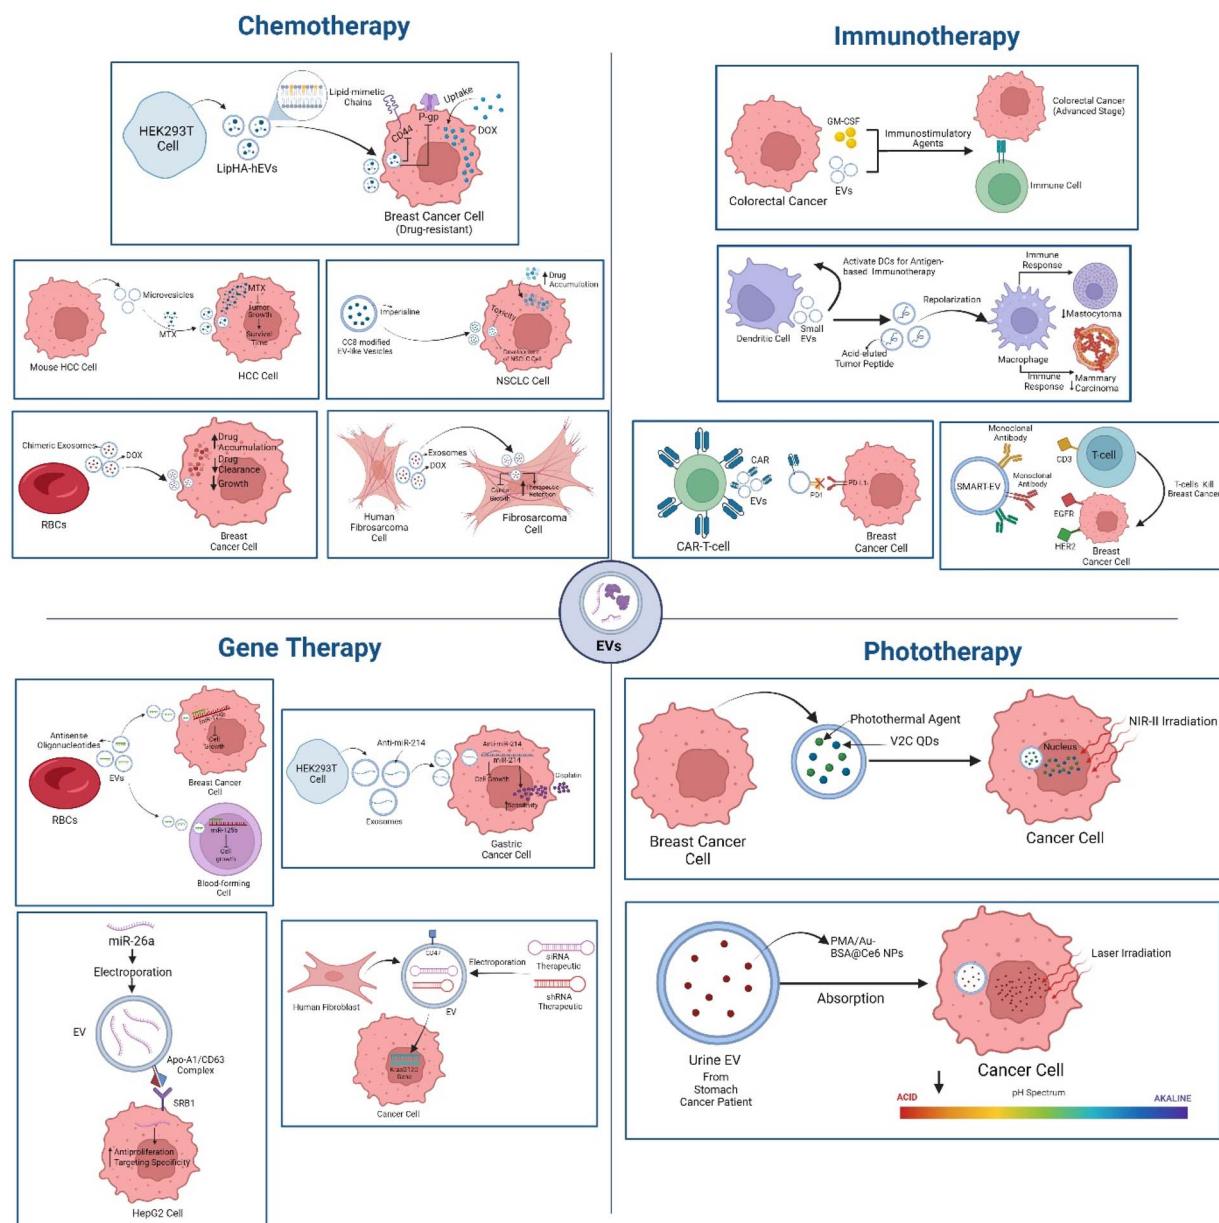 Chemotherapy
HEK293T
Cell
LipHA-hEVs
Lipid-mimetic
Chains
CD44
P-gp
Uptake
DOX
Breast Cancer Cell
(Drug-resistant)
Mouse HCC Cell
Microvesicles
MTX
MTX
Tumor
Growth
Survival
Time
HCC Cell
Imperialine
CC8 modified
EV-like Vesicles
Drug
Accumulation
Toxicity
Development
of NSCLC Cell
NSCLC Cell
Chimeric Exosomes
DOX
RBCs
Drug
Accumulation
Drug
Clearance
Growth
Breast
Cancer Cell
Human
Fibrosarcoma
Cell
Exosomes
DOX
Cancer
Growth
Therapeutic
Retention
Fibrosarcoma
Cell
Immunotherapy
Colorectal Cancer
GM-CSF
EVs
Immunostimulatory
Agents
Colorectal Cancer
(Advanced Stage)
Immune Cell
Activate DCs for Antigen-
based Immunotherapy
Dendritic Cell
Small
EVs
Acid-eluted
Tumor Peptide
Repolarization
Macrophage
Immune
Response
Mastocytoma
Immune
Response
Mammary
Carcinoma
CAR-T-cell
CAR
EVs
PD1
PD-L1
Breast
Cancer Cell
Monoclonal
Antibody
SMART-EV
Monoclonal
Antibody
CD3
T-cell
EGFR
HER2
Breast
Cancer Cell
T-cells Kill
Breast Cancer
EVs
Gene Therapy
Antisense
Oligonucleotides
EVs
RBCs
miR-125b
Cell
Growth
Breast Cancer
Cell
miR-125b
Cell
growth
Blood-forming
Cell
HEK293T
Cell
Anti-miR-214
Exosomes
Anti-miR-214
miR-214
Cell Growth
Sensitivity
Cisplatin
Gastric
Cancer Cell
miR-26a
Electroporation
EV
Apo-A1/CD63
Complex
SRB1
Antiproliferation
Targeting Specificity
HepG2 Cell
Human Fibroblast
CD47
EV
Electroporation
siRNA
Therapeutic
shRNA
Therapeutic
KrasG12D
Gene
Cancer Cell
Phototherapy
Breast Cancer
Cell
Photothermal Agent
V2C QDs
Nucleus
NIR-II Irradiation
Cancer Cell
Urine EV
From
Stomach
Cancer Patient
PMA/Au-
BSA@Ce6 NPs
Absorption
Laser Irradiation
Cancer Cell
ACID
pH Spectrum
AKALINE